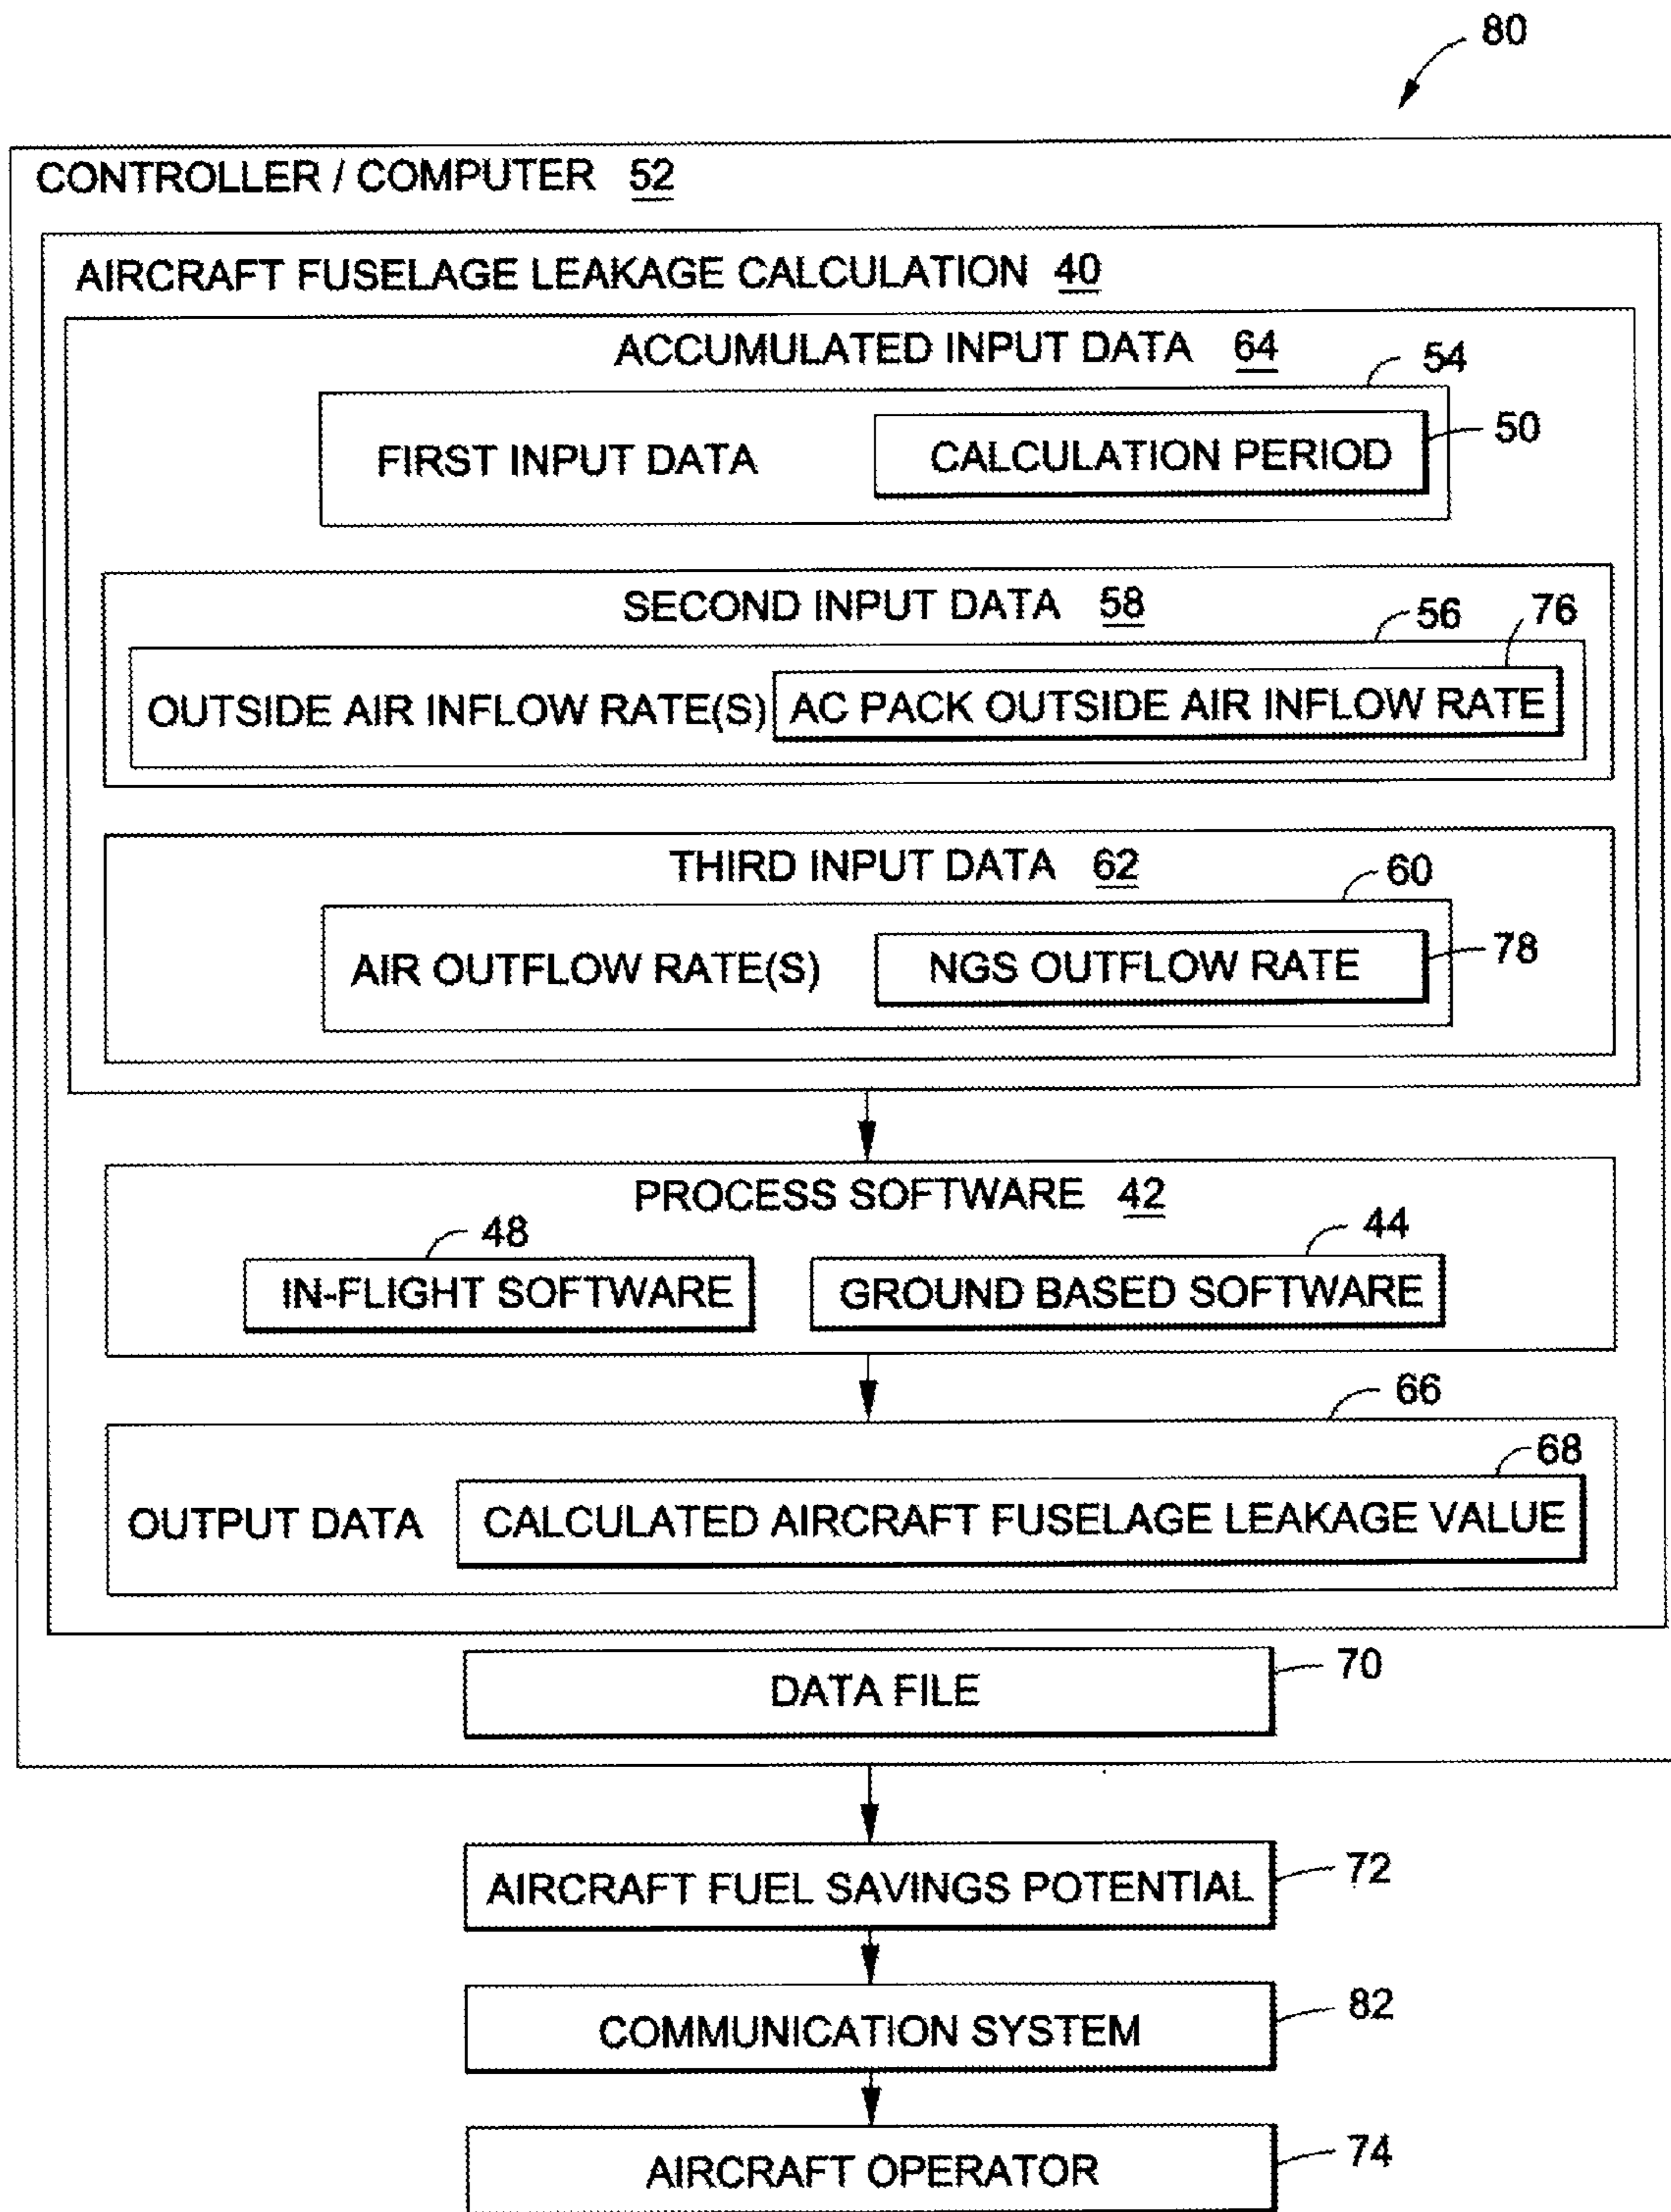 80
CONTROLLER / COMPUTER 52
AIRCRAFT FUSELAGE LEAKAGE CALCULATION 40
ACCUMULATED INPUT DATA 64
54
FIRST INPUT DATA
CALCULATION PERIOD
50
SECOND INPUT DATA 58
56
76
OUTSIDE AIR INFLOW RATE(S)
AC PACK OUTSIDE AIR INFLOW RATE
THIRD INPUT DATA 62
60
AIR OUTFLOW RATE(S)
NGS OUTFLOW RATE
78
PROCESS SOFTWARE 42
48
44
IN-FLIGHT SOFTWARE
GROUND BASED SOFTWARE
66
68
OUTPUT DATA
CALCULATED AIRCRAFT FUSELAGE LEAKAGE VALUE
DATA FILE
70
AIRCRAFT FUEL SAVINGS POTENTIAL
72
COMMUNICATION SYSTEM
82
AIRCRAFT OPERATOR
74